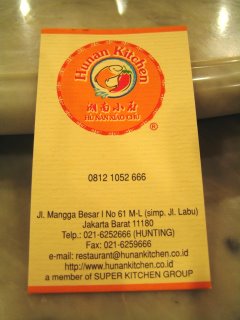 Hunan Kitchen
湖南小厨
HU NAN XIAO CHU
®
0812 1052 666
Jl. Mangga Besar I No 61 M-L (simp. Jl. Labu)
Jakarta Barat 11180
Telp.: 021-6252666 (HUNTING)
Fax: 021-6259666
e-mail: restaurant@hunankitchen.co.id
http://www.hunankitchen.co.id
a member of SUPER KITCHEN GROUP